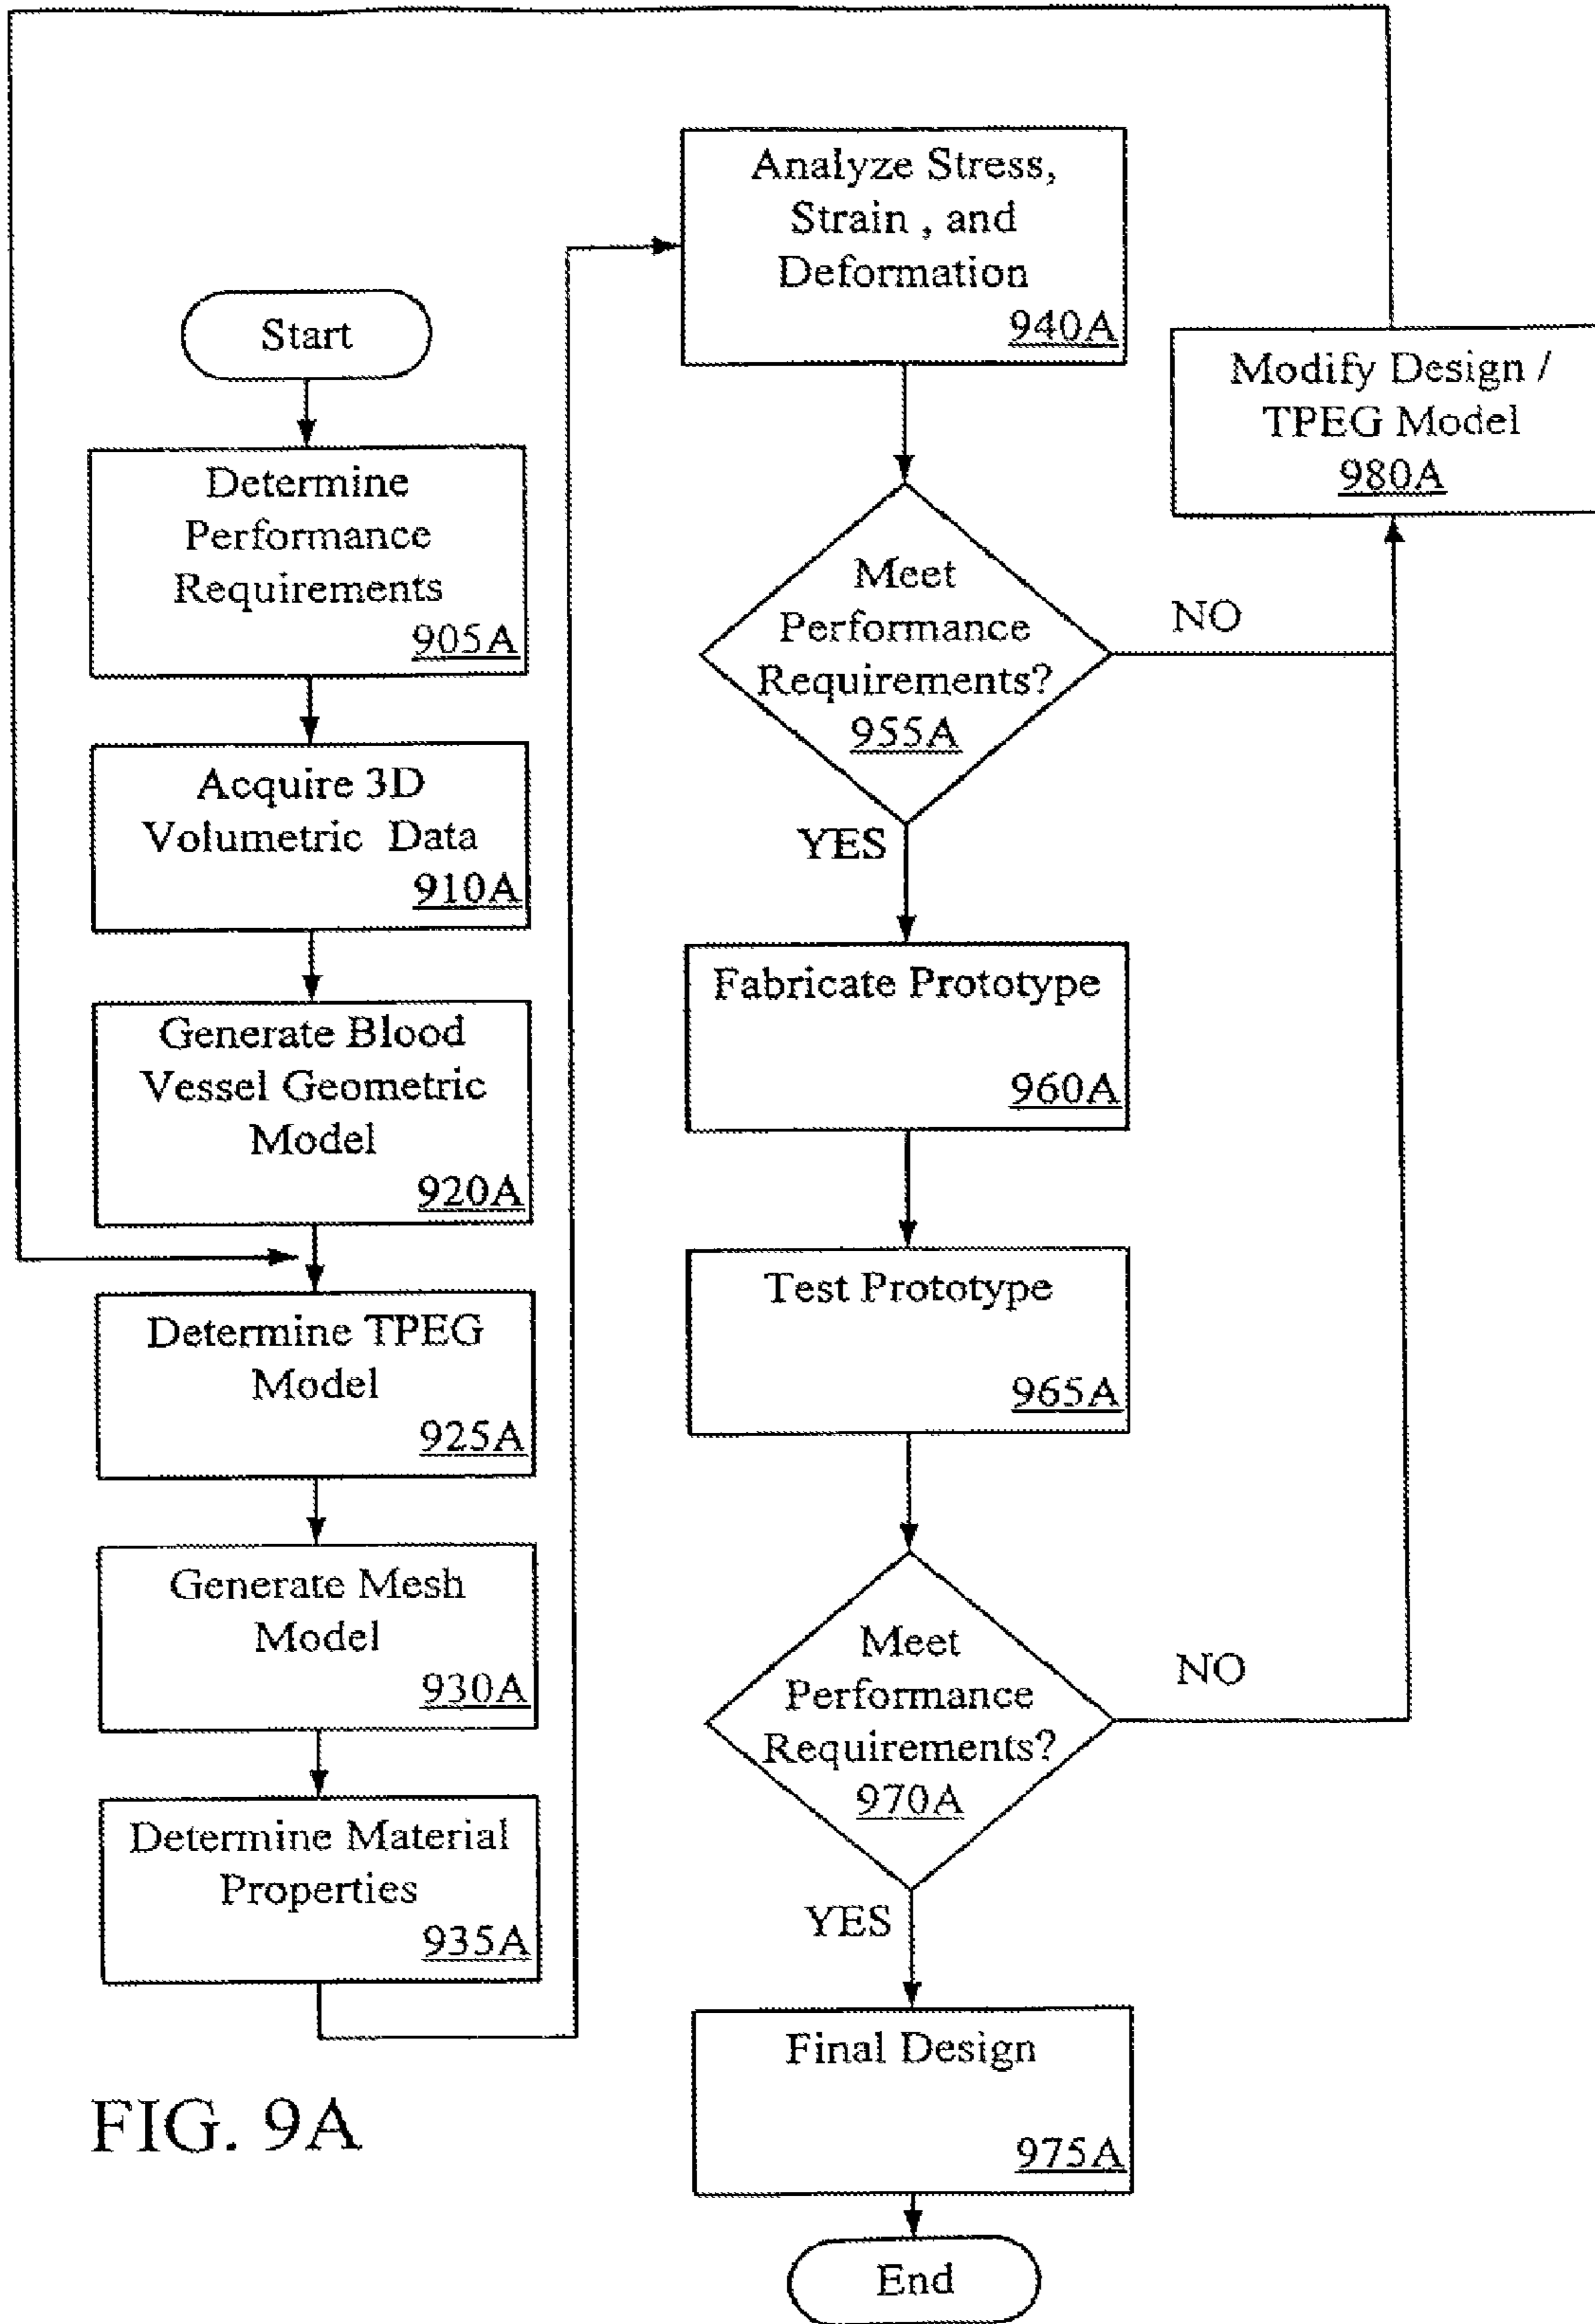 Start
Determine
Performance
Requirements
905A
Acquire 3D
Volumetric Data
910A
Generate Blood
Vessel Geometric
Model
920A
Determine TPEG
Model
925A
Generate Mesh
Model
930A
Determine Material
Properties
935A
Analyze Stress,
Strain , and
Deformation
940A
Meet
Performance
Requirements?
955A
NO
YES
Modify Design /
TPEG Model
980A
Fabricate Prototype
960A
Test Prototype
965A
Meet
Performance
Requirements?
970A
NO
YES
Final Design
975A
End
FIG. 9A